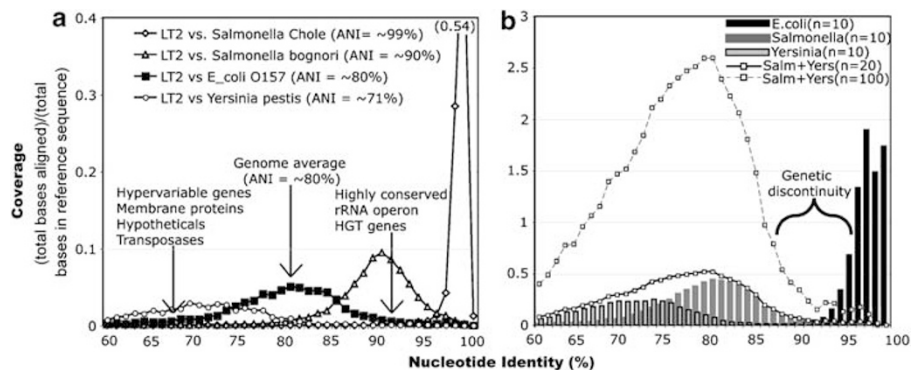 a
(0.54)
LT2 vs. Salmonella Chole (ANI= ~99%)
LT2 vs. Salmonella bognori (ANI = ~90%)
LT2 vs E_coli O157 (ANI = ~80%)
LT2 vs Yersinia pestis (ANI = ~71%)
Genome average
(ANI = ~80%)
Hypervariable genes
Membrane proteins
Hypotheticals
Transposases
Highly conserved
rRNA operon
HGT genes
Coverage
(total bases aligned)/(total
bases in reference sequence)
0.4
0.3
0.2
0.1
0
60 65 70 75 80 85 90 95 100
b
E.coli(n=10)
Salmonella(n=10)
Yersinia(n=10)
Salm+Yers(n=20)
Salm+Yers(n=100)
Genetic
discontinuity
3
2.5
2
1.5
1
0.5
0
60 65 70 75 80 85 90 95 100
Nucleotide Identity (%)